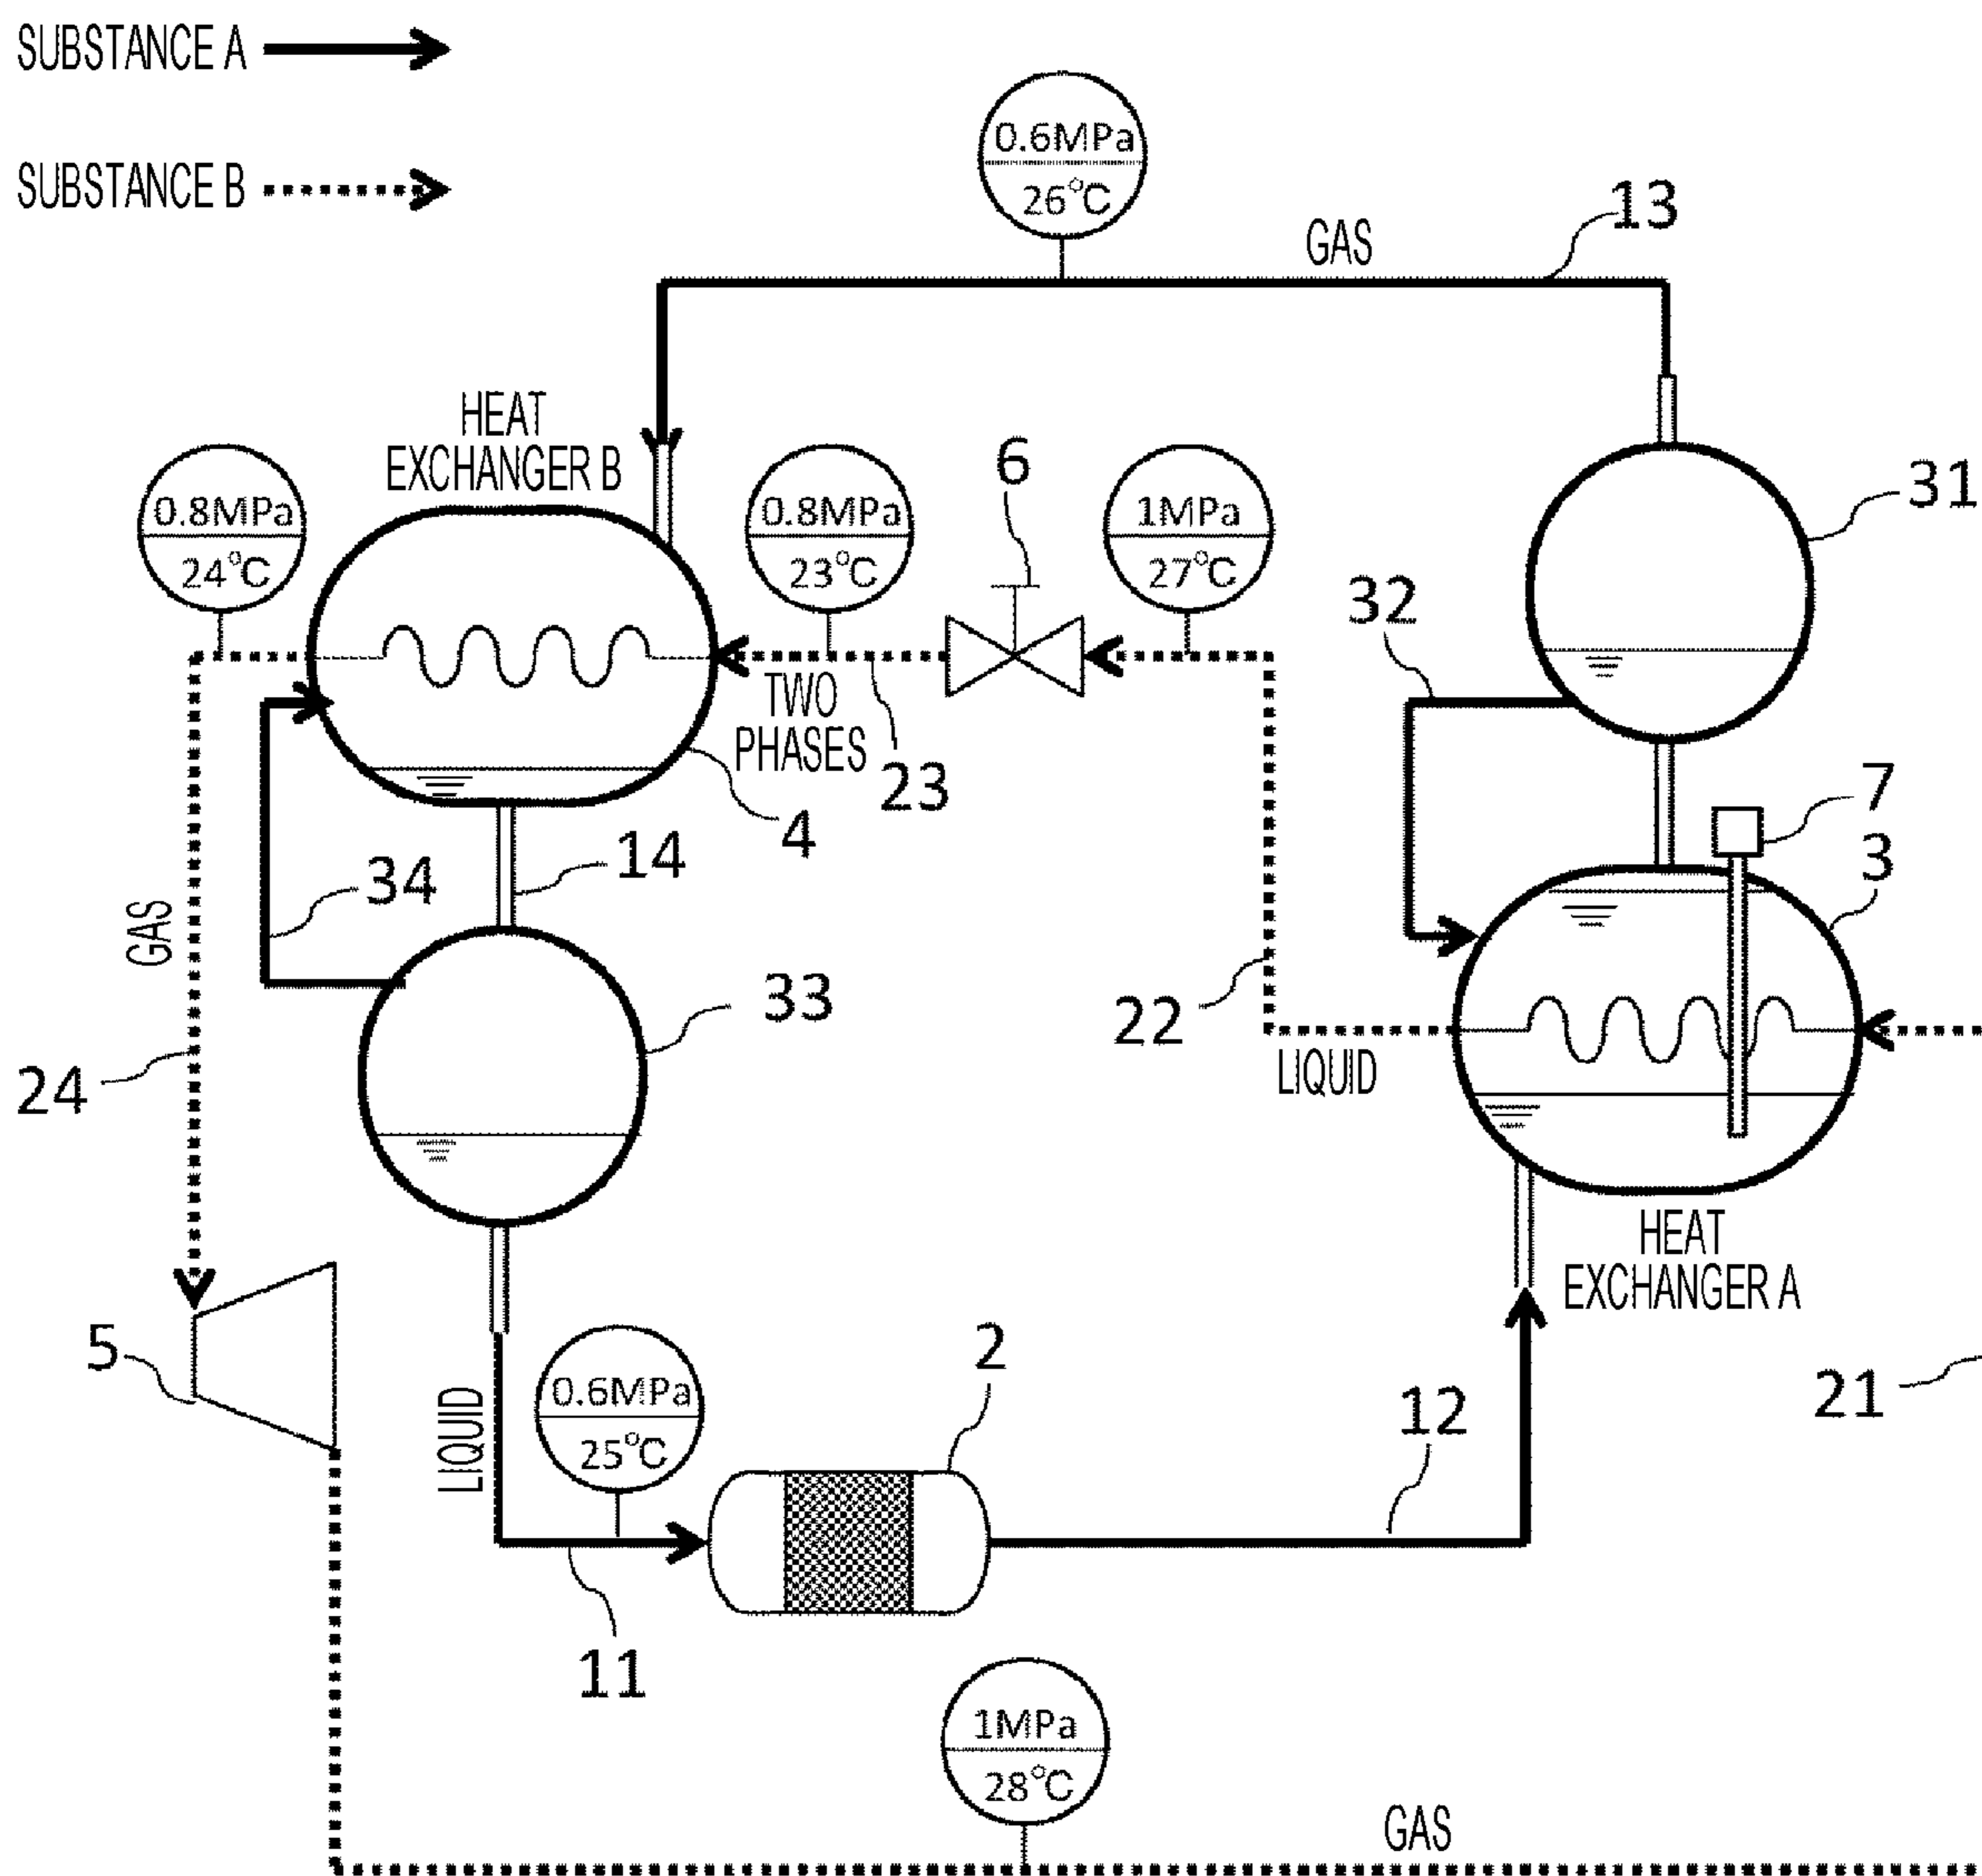 SUBSTANCE A
SUBSTANCE B
0.6MPa
26°C
GAS
13
HEAT
EXCHANGER B
0.8MPa
24°C
0.8MPa
23°C
6
1MPa
27°C
31
32
TWO
PHASES
23
4
7
3
14
34
GAS
33
22
LIQUID
24
HEAT
EXCHANGER A
5
LIQUID
0.6MPa
25°C
2
12
21
11
1MPa
28°C
GAS